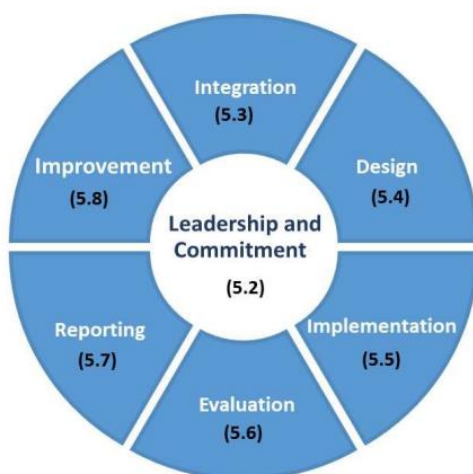 Integration
(5.3)
Improvement
(5.8)
Design
(5.4)
Leadership and
Commitment
(5.2)
Reporting
(5.7)
Implementation
(5.5)
Evaluation
(5.6)